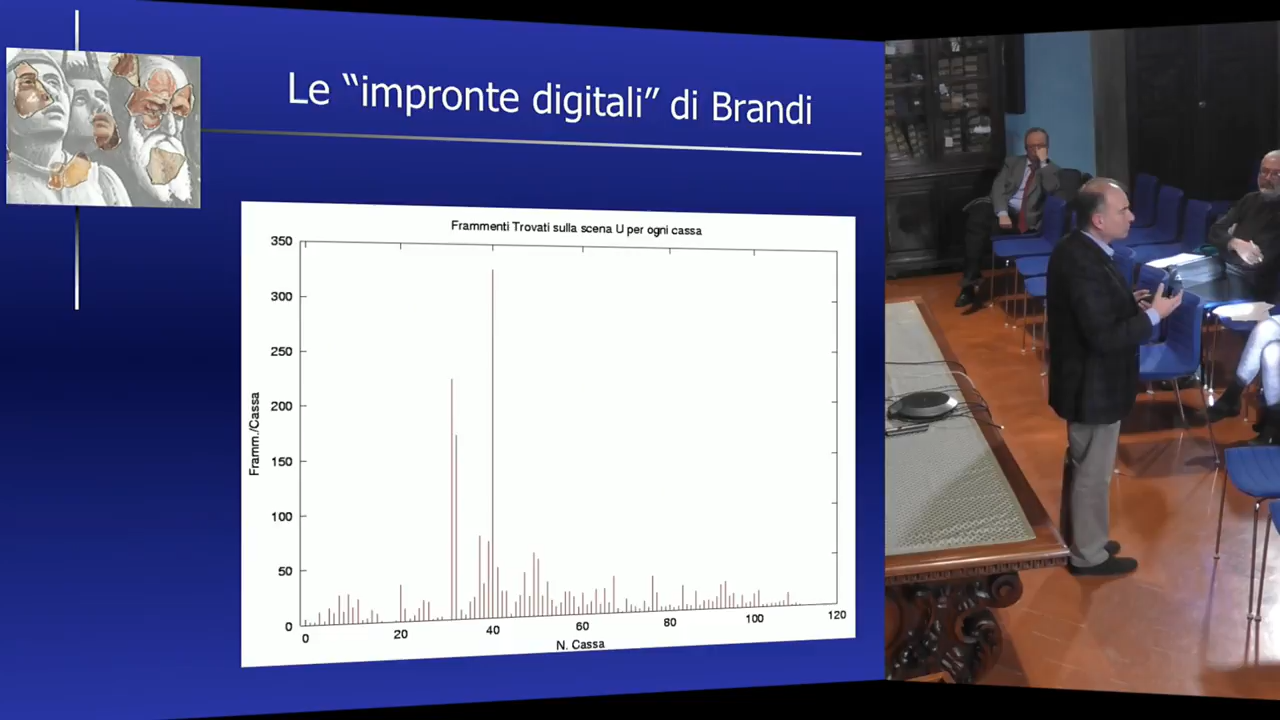 Le “impronte digitali” di Brandi
Frammenti Trovati sulla scena U per ogni cassa
350
300
250
200
150
100
50
0
Framm./Cassa
0 20 40 60 80 100 120
N. Cassa